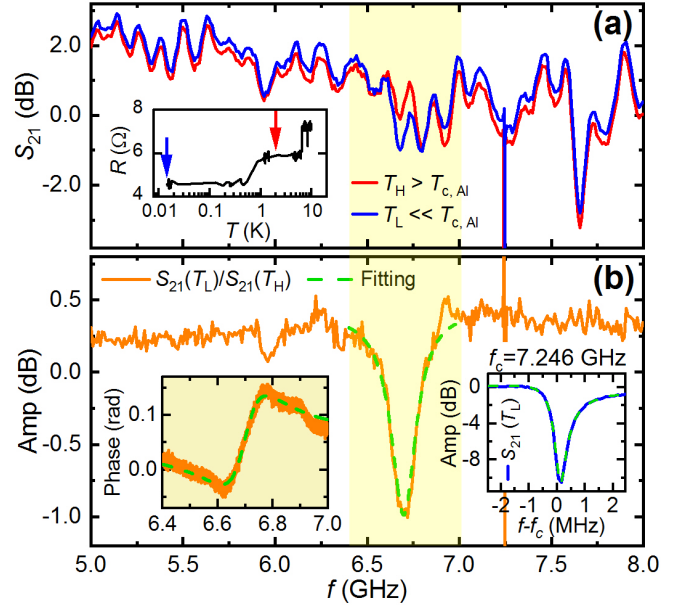 (a)
2.0
0.0
-2.0
S21 (dB)
8
6
4
R (Ω)
0.01 0.1 1 10
T (K)
TH > Tc, Al
TL << Tc, Al
(b)
S21(TL)/S21(TH) Fitting
0.5
0.0
-0.5
-1.0
Amp (dB)
0.1
0.0
Phase (rad)
6.4 6.6 6.8 7.0
fc=7.246 GHz
0
-4
-8
Amp (dB)
S21 (TL)
-2 0 2
f-fc (MHz)
5.0 5.5 6.0 6.5 7.0 7.5 8.0
f (GHz)